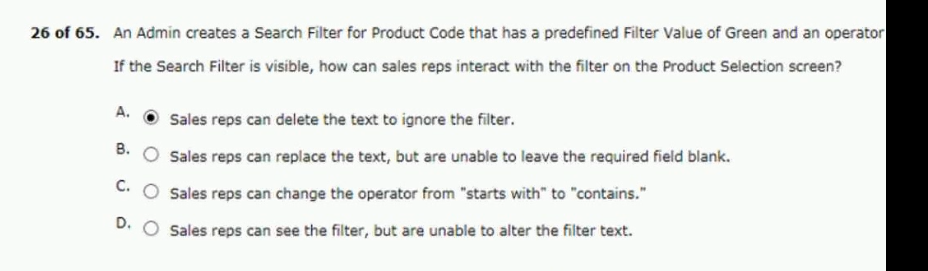 26 of 65. An Admin creates a Search Filter for Product Code that has a predefined Filter Value of Green and an operator
If the Search Filter is visible, how can sales reps interact with the filter on the Product Selection screen?
A. Sales reps can delete the text to ignore the filter.
B. Sales reps can replace the text, but are unable to leave the required field blank.
C. Sales reps can change the operator from "starts with" to "contains."
D. Sales reps can see the filter, but are unable to alter the filter text.